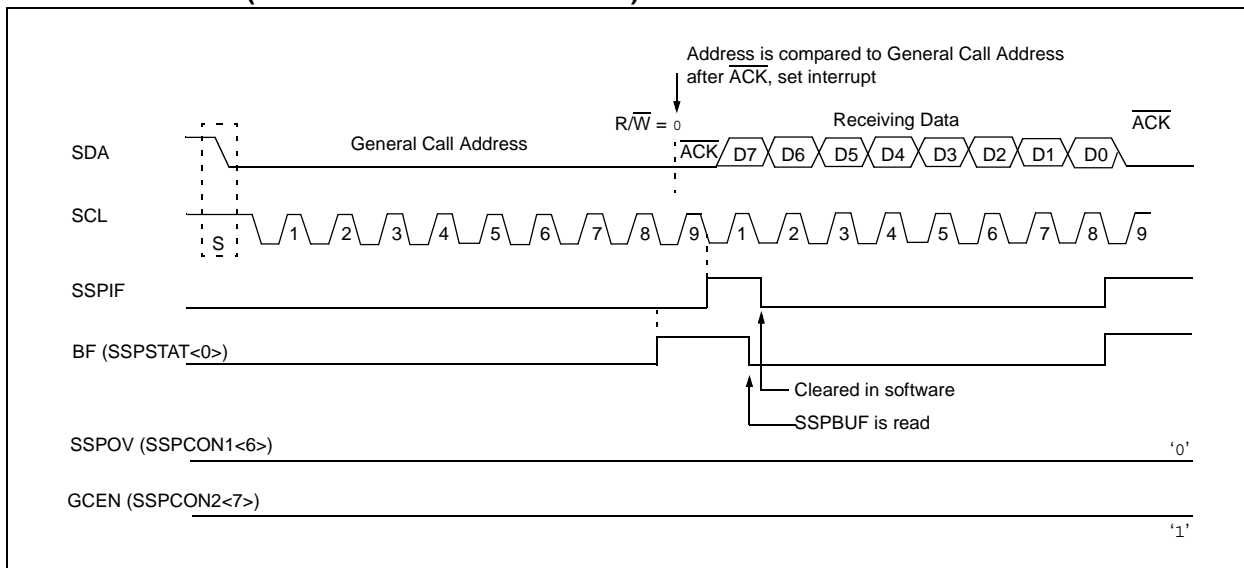 Address is compared to General Call Address
after ACK, set interrupt
R/W = 0
Receiving Data
ACK
SDA
General Call Address
ACK
D7
D6
D5
D4
D3
D2
D1
D0
SCL
S
1
2
3
4
5
6
7
8
9
1
2
3
4
5
6
7
8
9
SSPIF
BF (SSPSTAT<0>)
Cleared in software
SSPBUF is read
SSPOV (SSPCON1<6>)
‘0’
GCEN (SSPCON2<7>)
‘1’